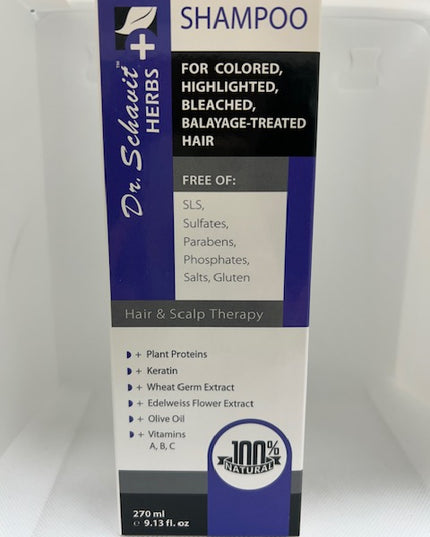 SHAMPOO
Dr. Schavit™
HERBS
FOR COLORED,
HIGHLIGHTED,
BLEACHED,
BALAYAGE-TREATED
HAIR
FREE OF:
SLS,
Sulfates,
Parabens,
Phosphates,
Salts, Gluten
Hair & Scalp Therapy
+ Plant Proteins
+ Keratin
+ Wheat Germ Extract
+ Edelweiss Flower Extract
+ Olive Oil
+ Vitamins
A, B, C
100%
NATURAL
270 ml
℮ 9.13 fl. oz